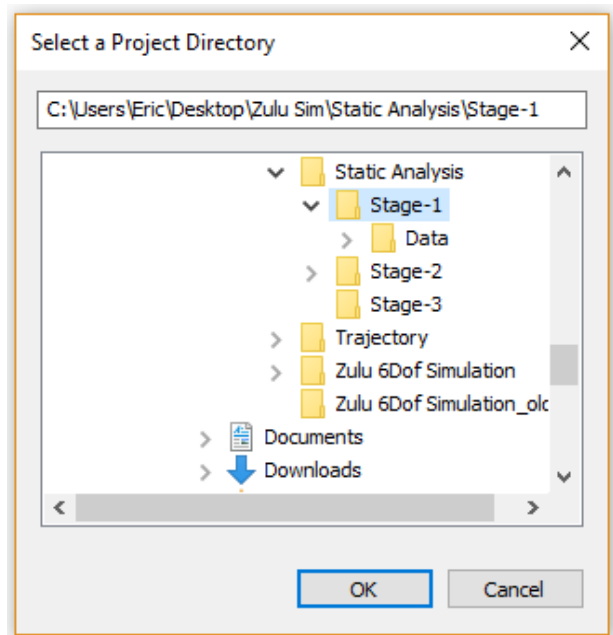 Select a Project Directory
C:\Users\Eric\Desktop\Zulu Sim\Static Analysis\Stage-1
Static Analysis
Stage-1
Data
Stage-2
Stage-3
Trajectory
Zulu 6Dof Simulation
Zulu 6Dof Simulation_old
Documents
Downloads
OK Cancel